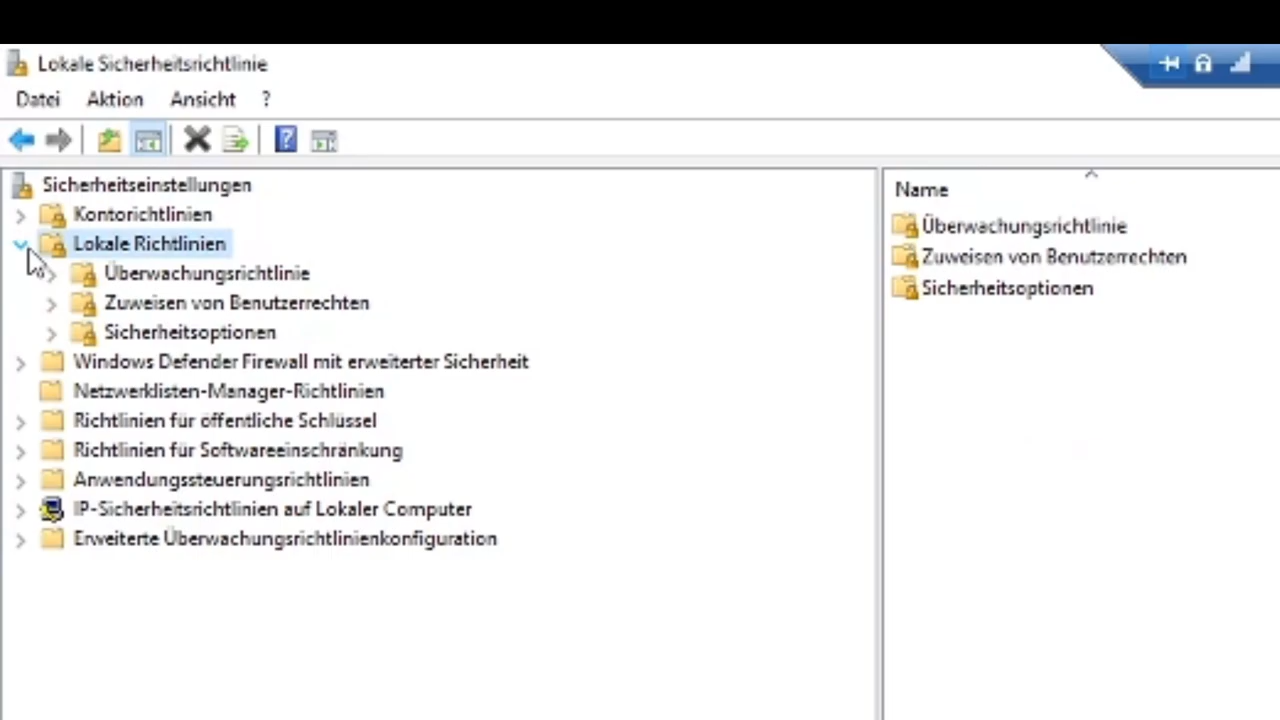 Lokale Sicherheitsrichtlinie
Datei Aktion Ansicht ?
Sicherheitseinstellungen
Kontorichtlinien
Lokale Richtlinien
Überwachungsrichtlinie
Zuweisen von Benutzerrechten
Sicherheitsoptionen
Windows Defender Firewall mit erweiterter Sicherheit
Netzwerklisten-Manager-Richtlinien
Richtlinien für öffentliche Schlüssel
Richtlinien für Softwareeinschränkung
Anwendungssteuerungsrichtlinien
IP-Sicherheitsrichtlinien auf Lokaler Computer
Erweiterte Überwachungsrichtlinienkonfiguration
Name
Überwachungsrichtlinie
Zuweisen von Benutzerrechten
Sicherheitsoptionen